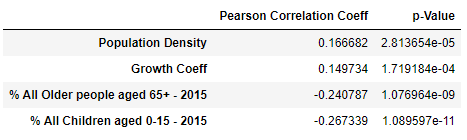 Pearson Correlation Coeff p-Value
Population Density 0.166682 2.813654e-05
Growth Coeff 0.149734 1.719184e-04
% All Older people aged 65+ - 2015 -0.240787 1.076964e-09
% All Children aged 0-15 - 2015 -0.267339 1.089597e-11